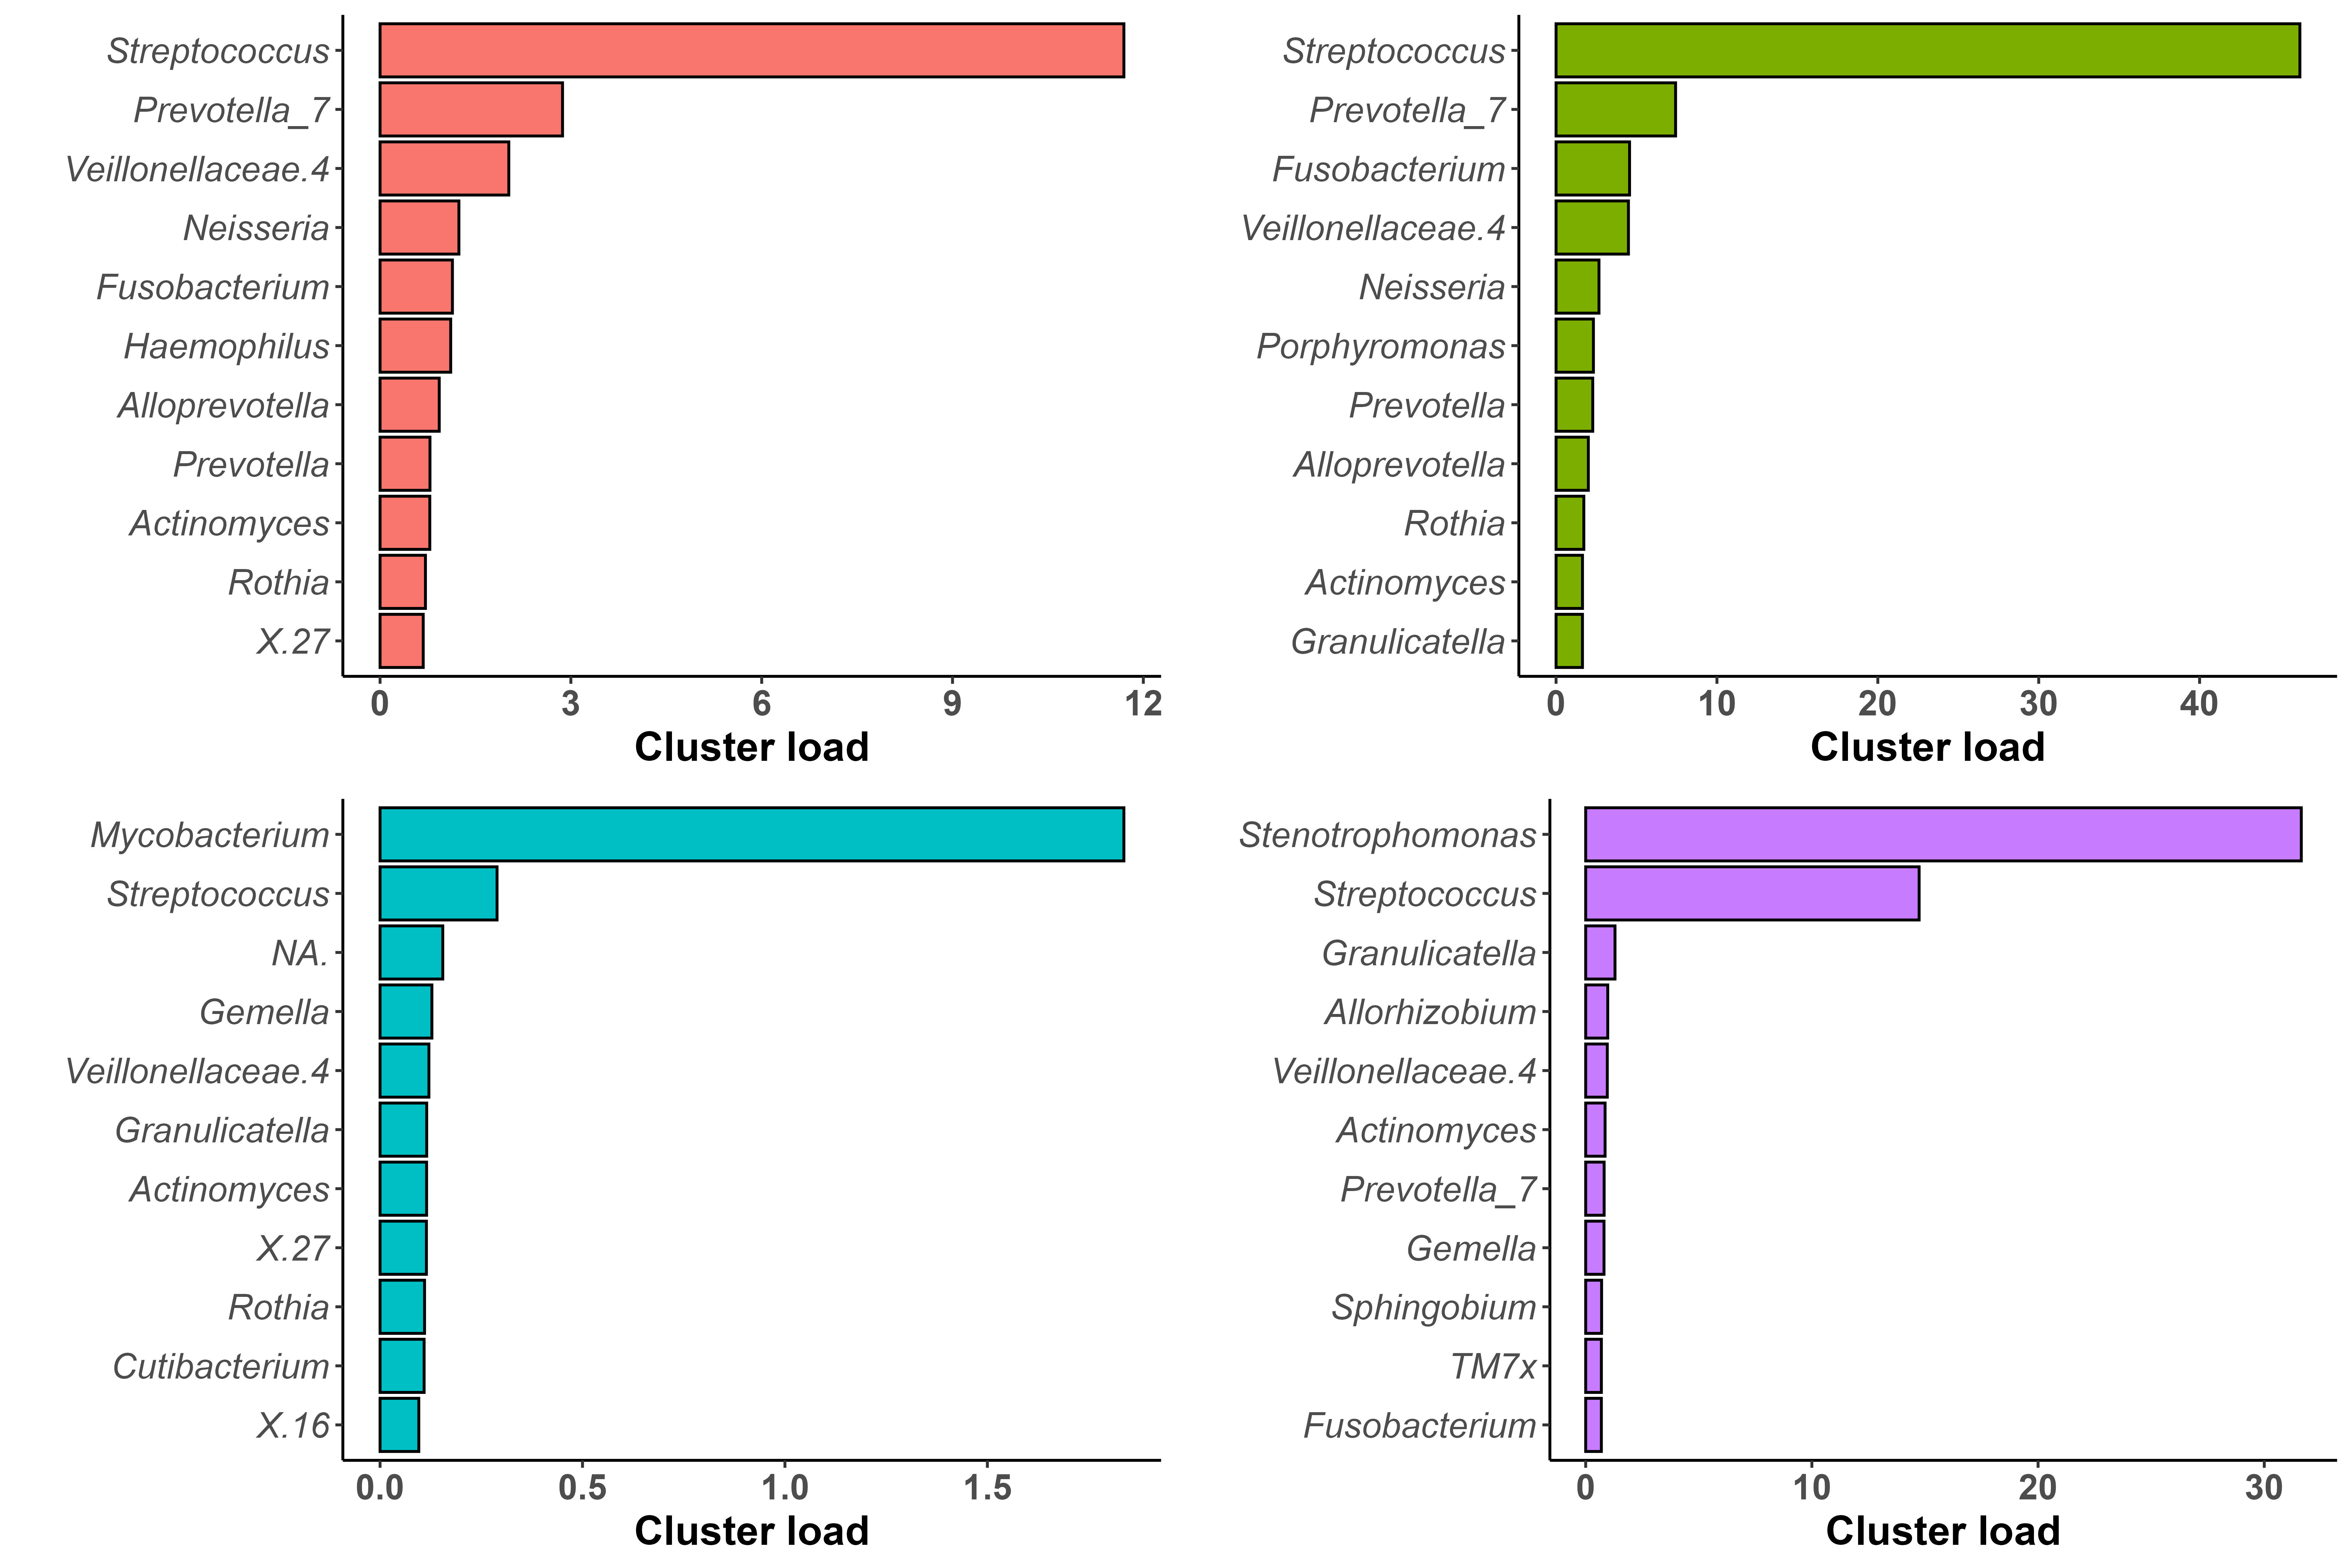 Streptococcus
Prevotella_7
Veillonellaceae.4
Neisseria
Fusobacterium
Haemophilus
Alloprevotella
Prevotella
Actinomyces
Rothia
X.27
0 3 6 9 12
Cluster load
Streptococcus
Prevotella_7
Fusobacterium
Veillonellaceae.4
Neisseria
Porphyromonas
Prevotella
Alloprevotella
Rothia
Actinomyces
Granulicatella
0 10 20 30 40
Cluster load
Mycobacterium
Streptococcus
NA.
Gemella
Veillonellaceae.4
Granulicatella
Actinomyces
X.27
Rothia
Cutibacterium
X.16
0.0 0.5 1.0 1.5
Cluster load
Stenotrophomonas
Streptococcus
Granulicatella
Allorhizobium
Veillonellaceae.4
Actinomyces
Prevotella_7
Gemella
Sphingobium
TM7x
Fusobacterium
0 10 20 30
Cluster load